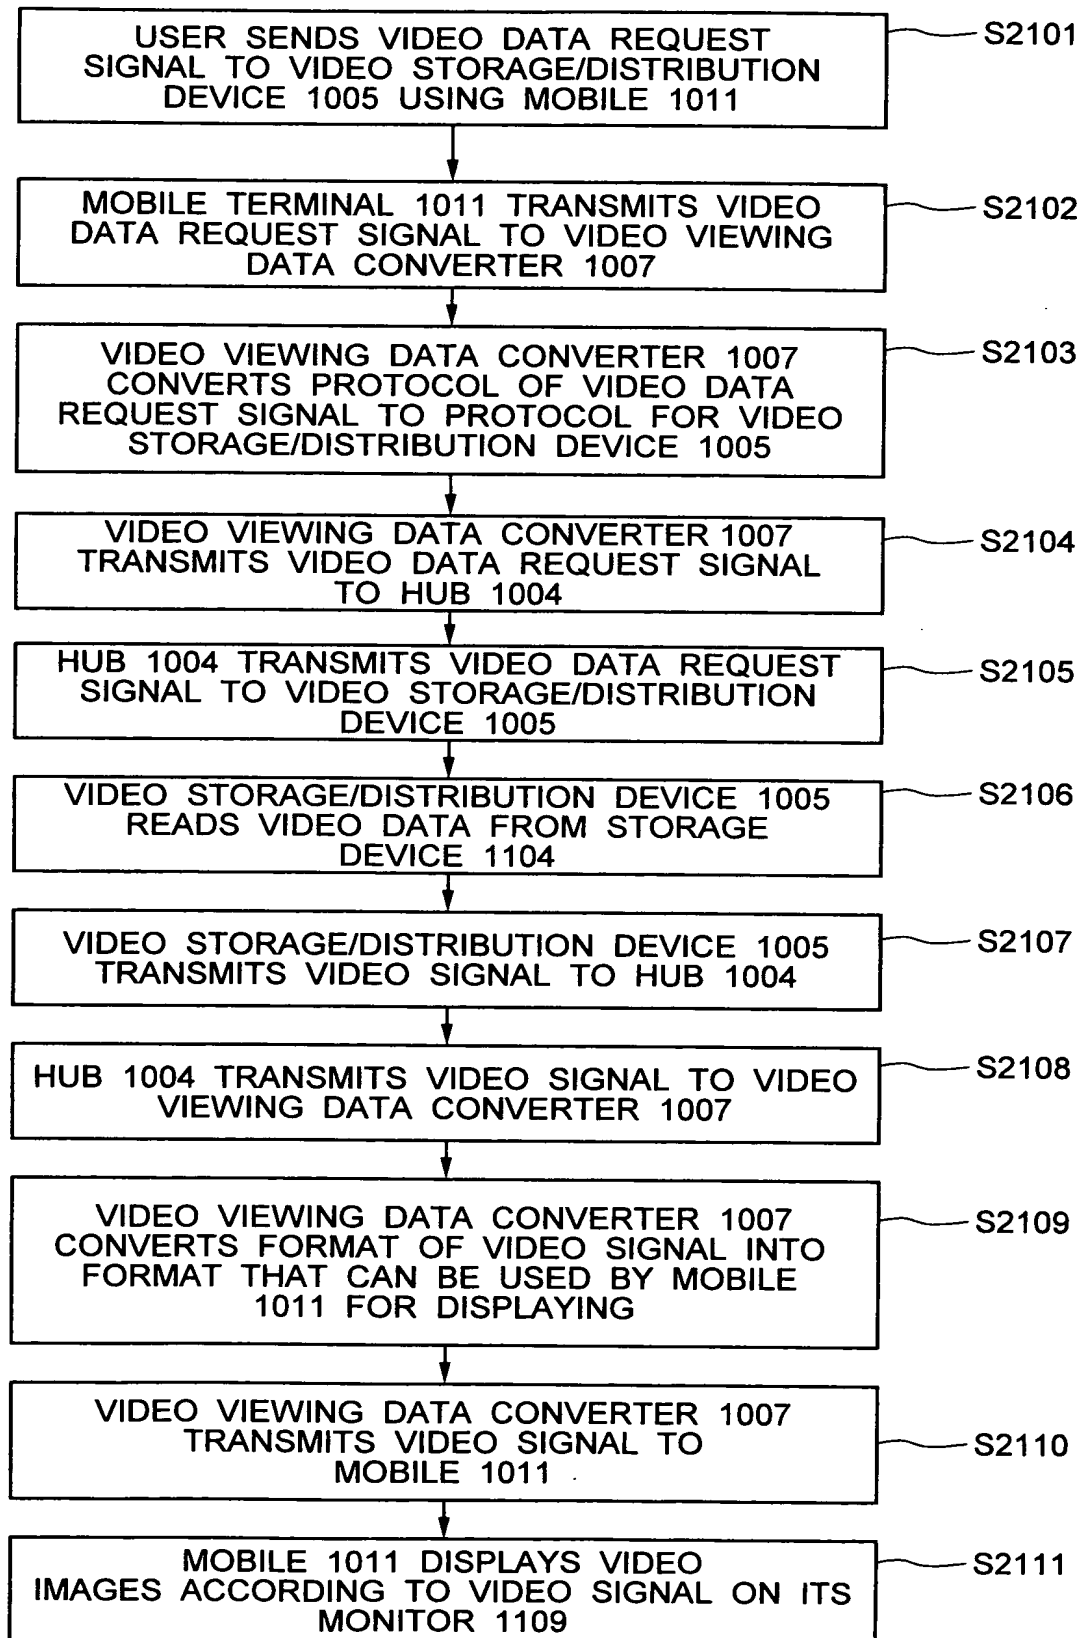 USER SENDS VIDEO DATA REQUEST
SIGNAL TO VIDEO STORAGE/DISTRIBUTION
DEVICE 1005 USING MOBILE 1011
S2101
MOBILE TERMINAL 1011 TRANSMITS VIDEO
DATA REQUEST SIGNAL TO VIDEO VIEWING
DATA CONVERTER 1007
S2102
VIDEO VIEWING DATA CONVERTER 1007
CONVERTS PROTOCOL OF VIDEO DATA
REQUEST SIGNAL TO PROTOCOL FOR VIDEO
STORAGE/DISTRIBUTION DEVICE 1005
S2103
VIDEO VIEWING DATA CONVERTER 1007
TRANSMITS VIDEO DATA REQUEST SIGNAL
TO HUB 1004
S2104
HUB 1004 TRANSMITS VIDEO DATA REQUEST
SIGNAL TO VIDEO STORAGE/DISTRIBUTION
DEVICE 1005
S2105
VIDEO STORAGE/DISTRIBUTION DEVICE 1005
READS VIDEO DATA FROM STORAGE
DEVICE 1104
S2106
VIDEO STORAGE/DISTRIBUTION DEVICE 1005
TRANSMITS VIDEO SIGNAL TO HUB 1004
S2107
HUB 1004 TRANSMITS VIDEO SIGNAL TO VIDEO
VIEWING DATA CONVERTER 1007
S2108
VIDEO VIEWING DATA CONVERTER 1007
CONVERTS FORMAT OF VIDEO SIGNAL INTO
FORMAT THAT CAN BE USED BY MOBILE
1011 FOR DISPLAYING
S2109
VIDEO VIEWING DATA CONVERTER 1007
TRANSMITS VIDEO SIGNAL TO
MOBILE 1011
S2110
MOBILE 1011 DISPLAYS VIDEO
IMAGES ACCORDING TO VIDEO SIGNAL ON ITS
MONITOR 1109
S2111